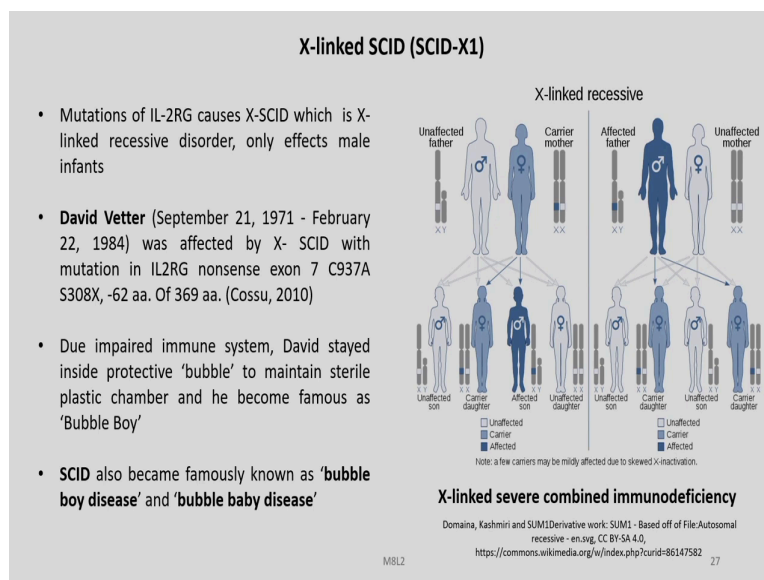 X-linked SCID (SCID-X1)
• Mutations of IL-2RG causes X-SCID which is X-
linked recessive disorder, only effects male
infants
• David Vetter (September 21, 1971 - February
22, 1984) was affected by X- SCID with
mutation in IL2RG nonsense exon 7 C937A
S308X, -62 aa. Of 369 aa. (Cossu, 2010)
• Due impaired immune system, David stayed
inside protective 'bubble' to maintain sterile
plastic chamber and he become famous as
'Bubble Boy'
• SCID also became famously known as 'bubble
boy disease' and 'bubble baby disease'
X-linked recessive
Unaffected
father
Carrier
mother
Affected
father
Unaffected
mother
X Y
X X
X Y
X X
X Y
X X
X Y
X X
X Y
X X
X Y
X X
Unaffected
son
Carrier
daughter
Affected
son
Unaffected
daughter
Unaffected
son
Carrier
daughter
Unaffected
son
Carrier
daughter
Unaffected
Carrier
Affected
Unaffected
Carrier
Affected
Note: a few carriers may be mildly affected due to skewed X-inactivation.
X-linked severe combined immunodeficiency
Domaina, Kashmiri and SUM1Derivative work: SUM1 - Based off of File:Autosomal
recessive - en.svg, CC BY-SA 4.0,
https://commons.wikimedia.org/w/index.php?curid=86147582
M8L2
27